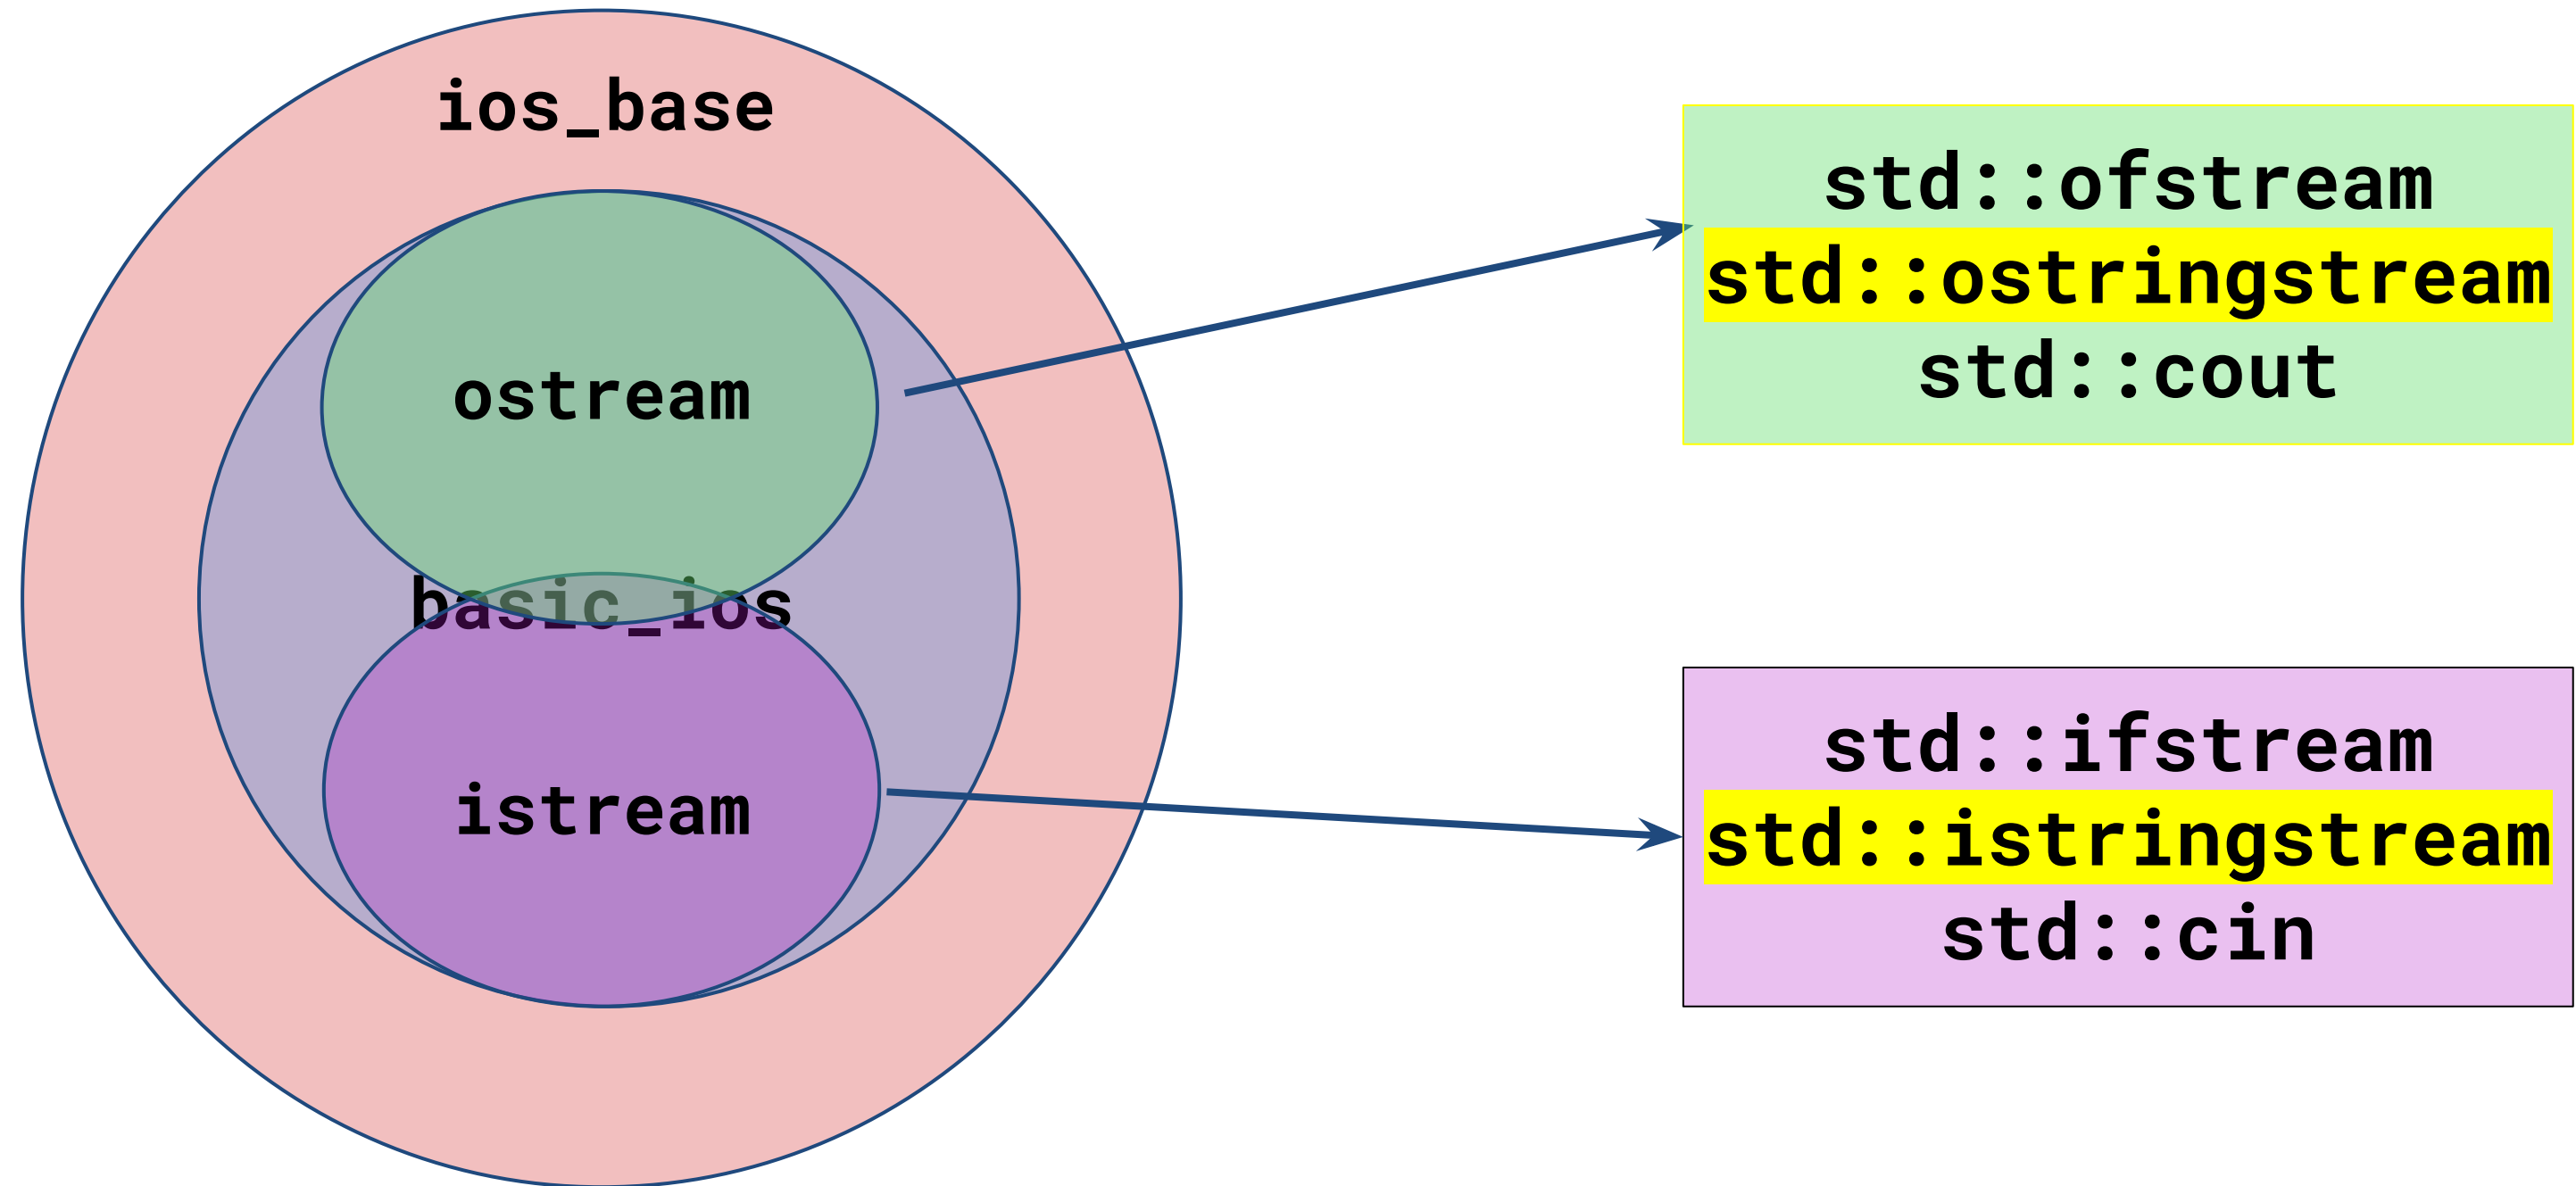 ios_base
ostream
basic_ios
istream
std::ofstream
std::ostringstream
std::cout
std::ifstream
std::istringstream
std::cin